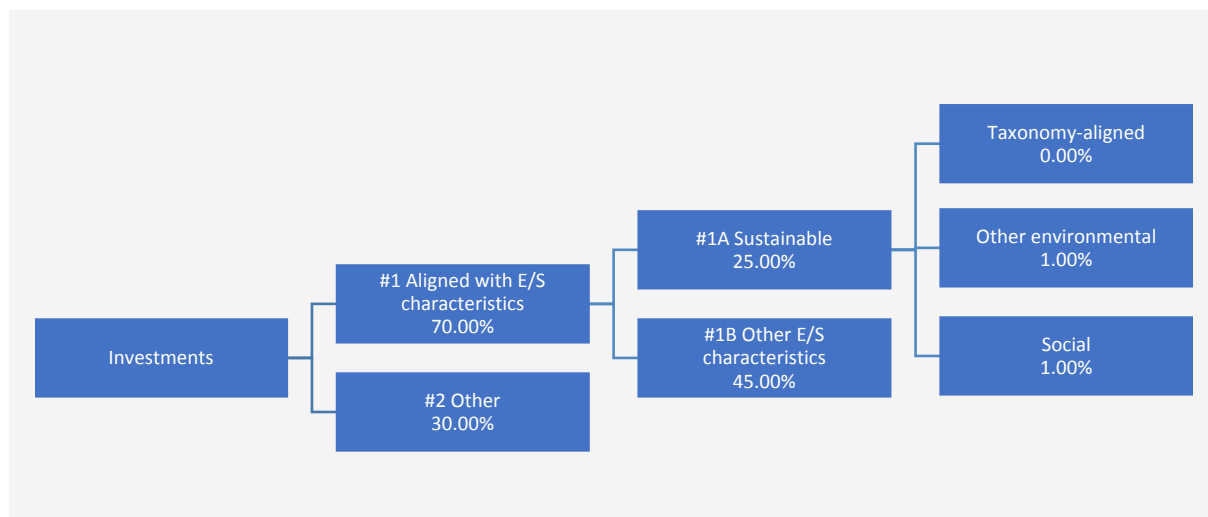 Investments
#1 Aligned with E/S
characteristics
70.00%
#2 Other
30.00%
#1A Sustainable
25.00%
#1B Other E/S
characteristics
45.00%
Taxonomy-aligned
0.00%
Other environmental
1.00%
Social
1.00%